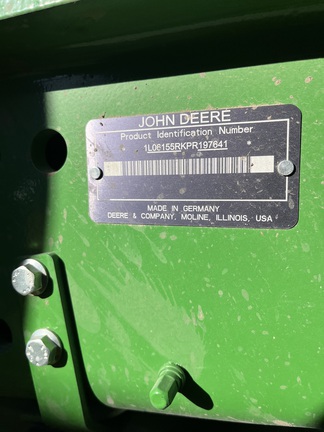 JOHN DEERE
Product Identification Number
1L06155RKPR197641
MADE IN GERMANY
DEERE & COMPANY, MOLINE, ILLINOIS, USA